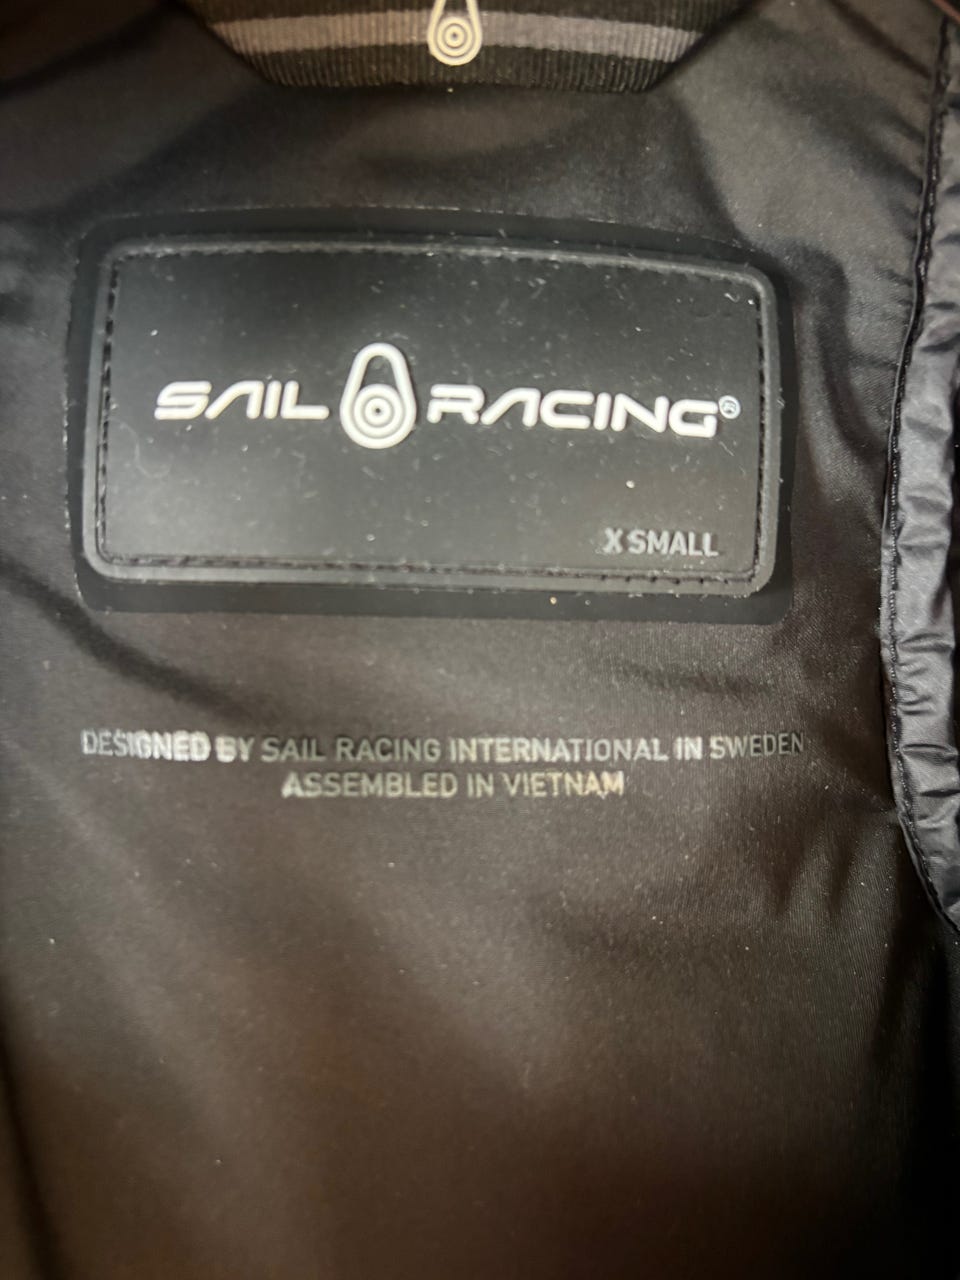 SAIL RACING®
X SMALL
DESIGNED BY SAIL RACING INTERNATIONAL IN SWEDEN
ASSEMBLED IN VIETNAM